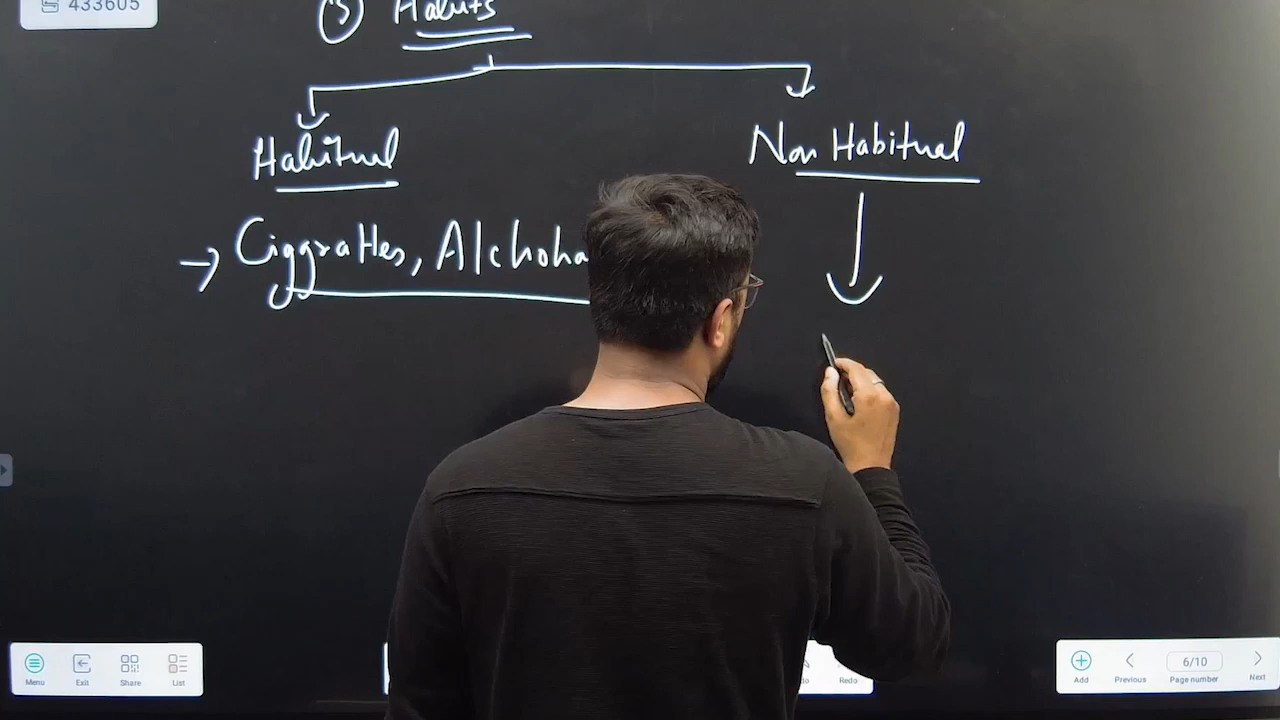 433605
③ Habits
Habitual
Non Habitual
→ Ciggrattes, Alchoha
Menu
Exit
Share
List
Redo
Add
Previous
6/10
Page number
Next